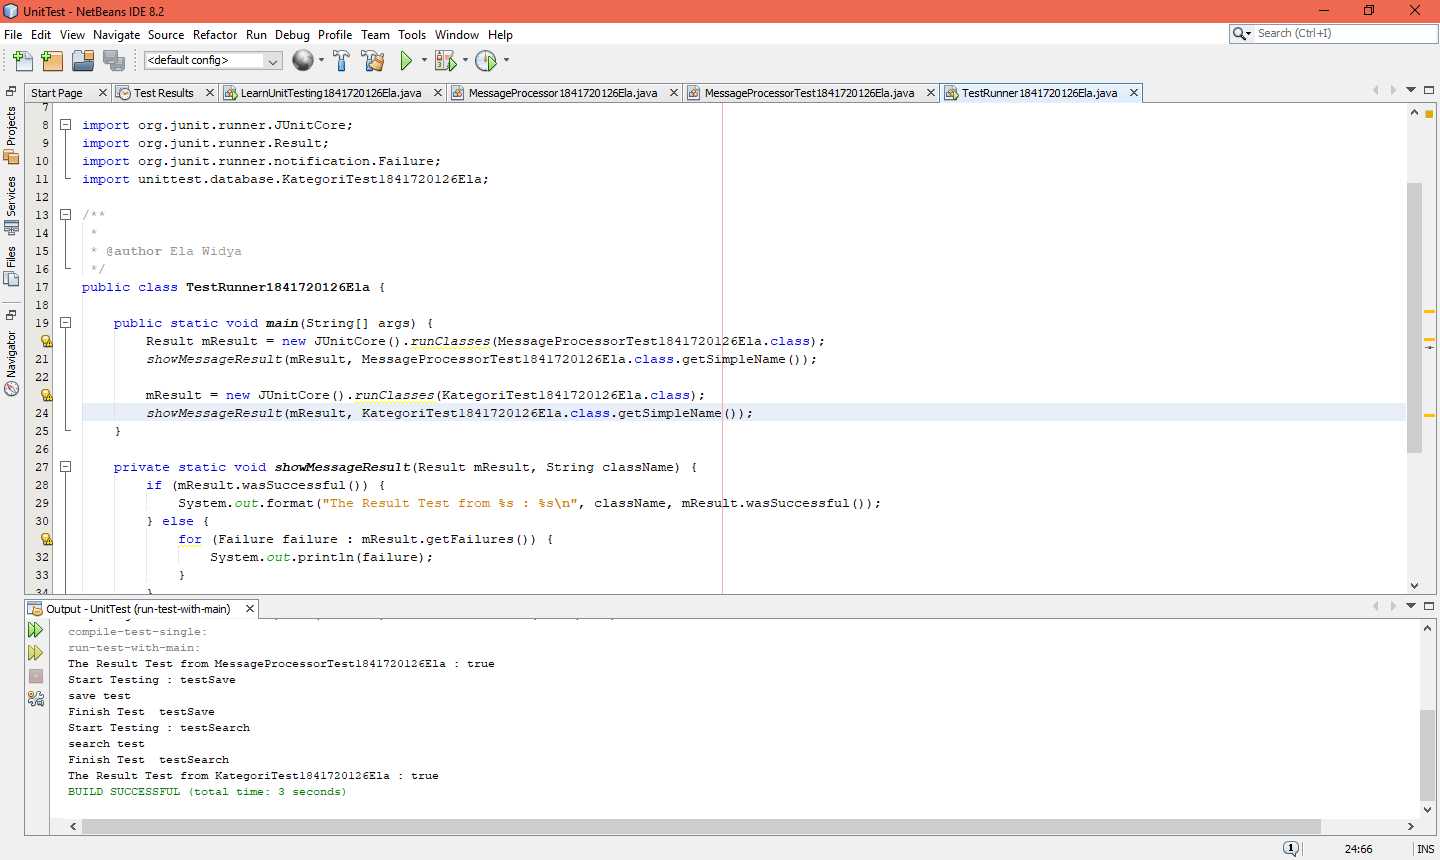 UnitTest - NetBeans IDE 8.2
File Edit View Navigate Source Refactor Run Debug Profile Team Tools Window Help
Search (Ctrl+I)
<default config>
Start Page
Test Results
LearnUnitTesting1841720126Ela.java
MessageProcessor1841720126Ela.java
MessageProcessorTest1841720126Ela.java
TestRunner1841720126Ela.java
Projects
Services
Files
Navigator
7
8 import org.junit.runner.JUnitCore;
9 import org.junit.runner.Result;
10 import org.junit.runner.notification.Failure;
11 import unittest.database.KategoriTest1841720126Ela;
12
13 /**
14 *
15 * @author Ela Widya
16 */
17 public class TestRunner1841720126Ela {
18
19 public static void main(String[] args) {
Result mResult = new JUnitCore().runClasses(MessageProcessorTest1841720126Ela.class);
21 showMessageResult(mResult, MessageProcessorTest1841720126Ela.class.getSimpleName());
22
mResult = new JUnitCore().runClasses(KategoriTest1841720126Ela.class);
24 showMessageResult(mResult, KategoriTest1841720126Ela.class.getSimpleName());
25 }
26
27 private static void showMessageResult(Result mResult, String className) {
28 if (mResult.wasSuccessful()) {
29 System.out.format("The Result Test from %s : %s\n", className, mResult.wasSuccessful());
30 } else {
for (Failure failure : mResult.getFailures()) {
32 System.out.println(failure);
33 }
34 }
Output - UnitTest (run-test-with-main)
compile-test-single:
run-test-with-main:
The Result Test from MessageProcessorTest1841720126Ela : true
Start Testing : testSave
save test
Finish Test  testSave
Start Testing : testSearch
search test
Finish Test  testSearch
The Result Test from KategoriTest1841720126Ela : true
BUILD SUCCESSFUL (total time: 3 seconds)
1
24:66
INS